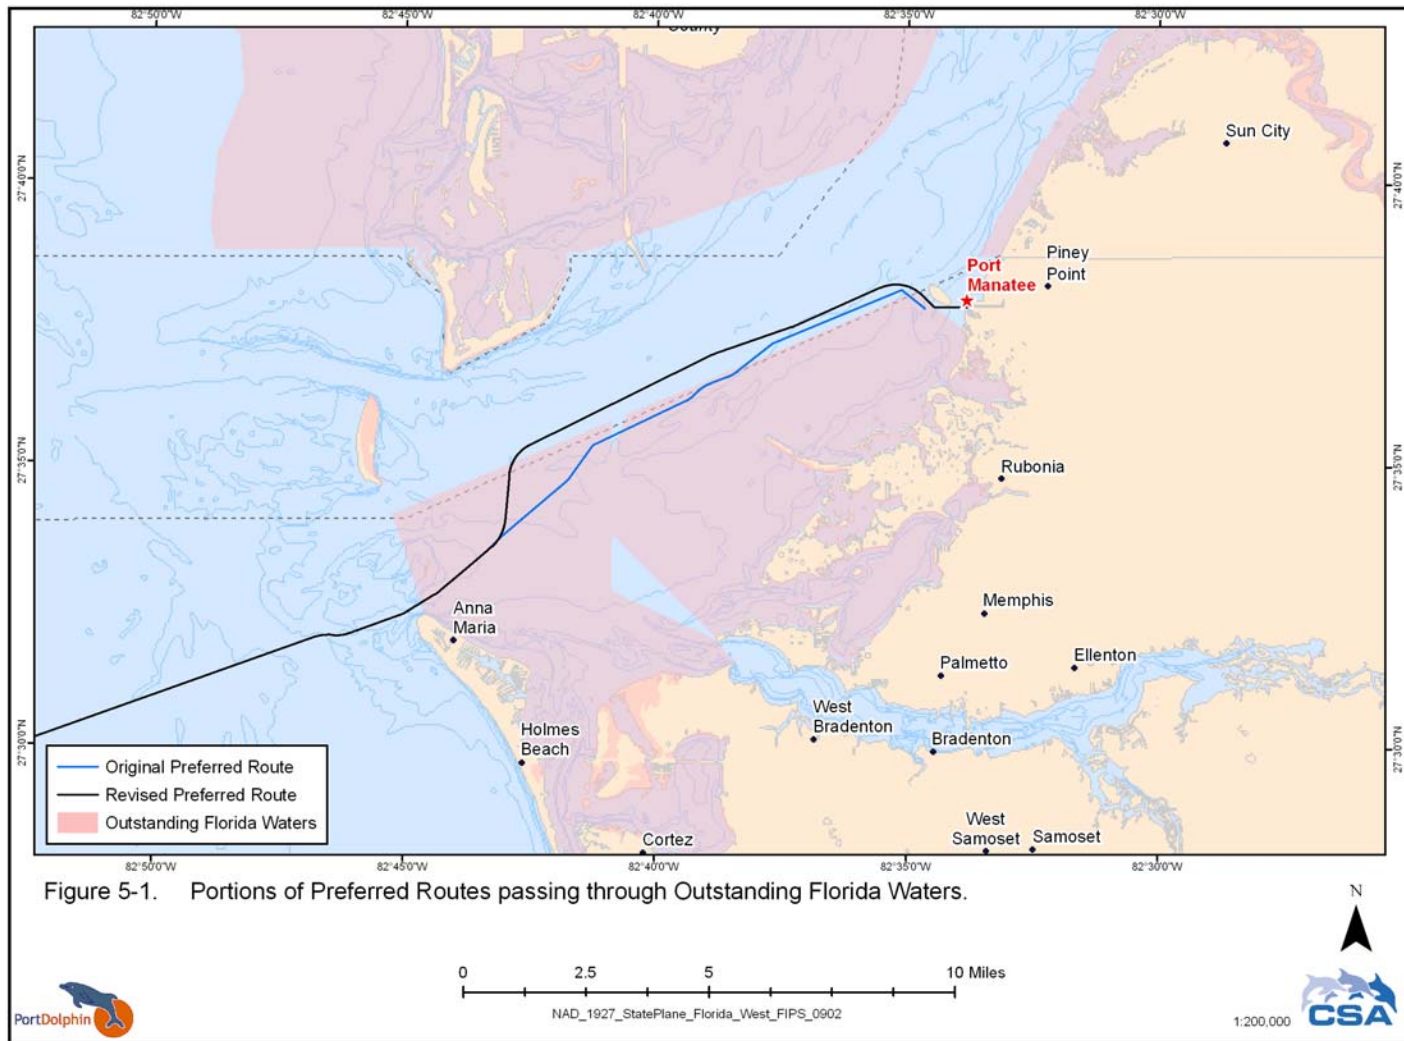 82°50'0"W 82°45'0"W 82°40'0"W 82°35'0"W 82°30'0"W
County
Sun City
27°40'0"N 27°40'0"N
Piney
Point
Port
Manatee
27°35'0"N 27°35'0"N
Rubonia
Memphis
Anna
Maria
Palmetto
Ellenton
West
Bradenton
Bradenton
Holmes
Beach
27°30'0"N 27°30'0"N
Original Preferred Route
Revised Preferred Route
Outstanding Florida Waters
Cortez
West
Samoset
Samoset
82°50'0"W 82°45'0"W 82°40'0"W 82°35'0"W 82°30'0"W
Figure 5-1. Portions of Preferred Routes passing through Outstanding Florida Waters.
N
0 2.5 5 10 Miles
NAD_1927_StatePlane_Florida_West_FIPS_0902
PortDolphin
1:200,000
CSA